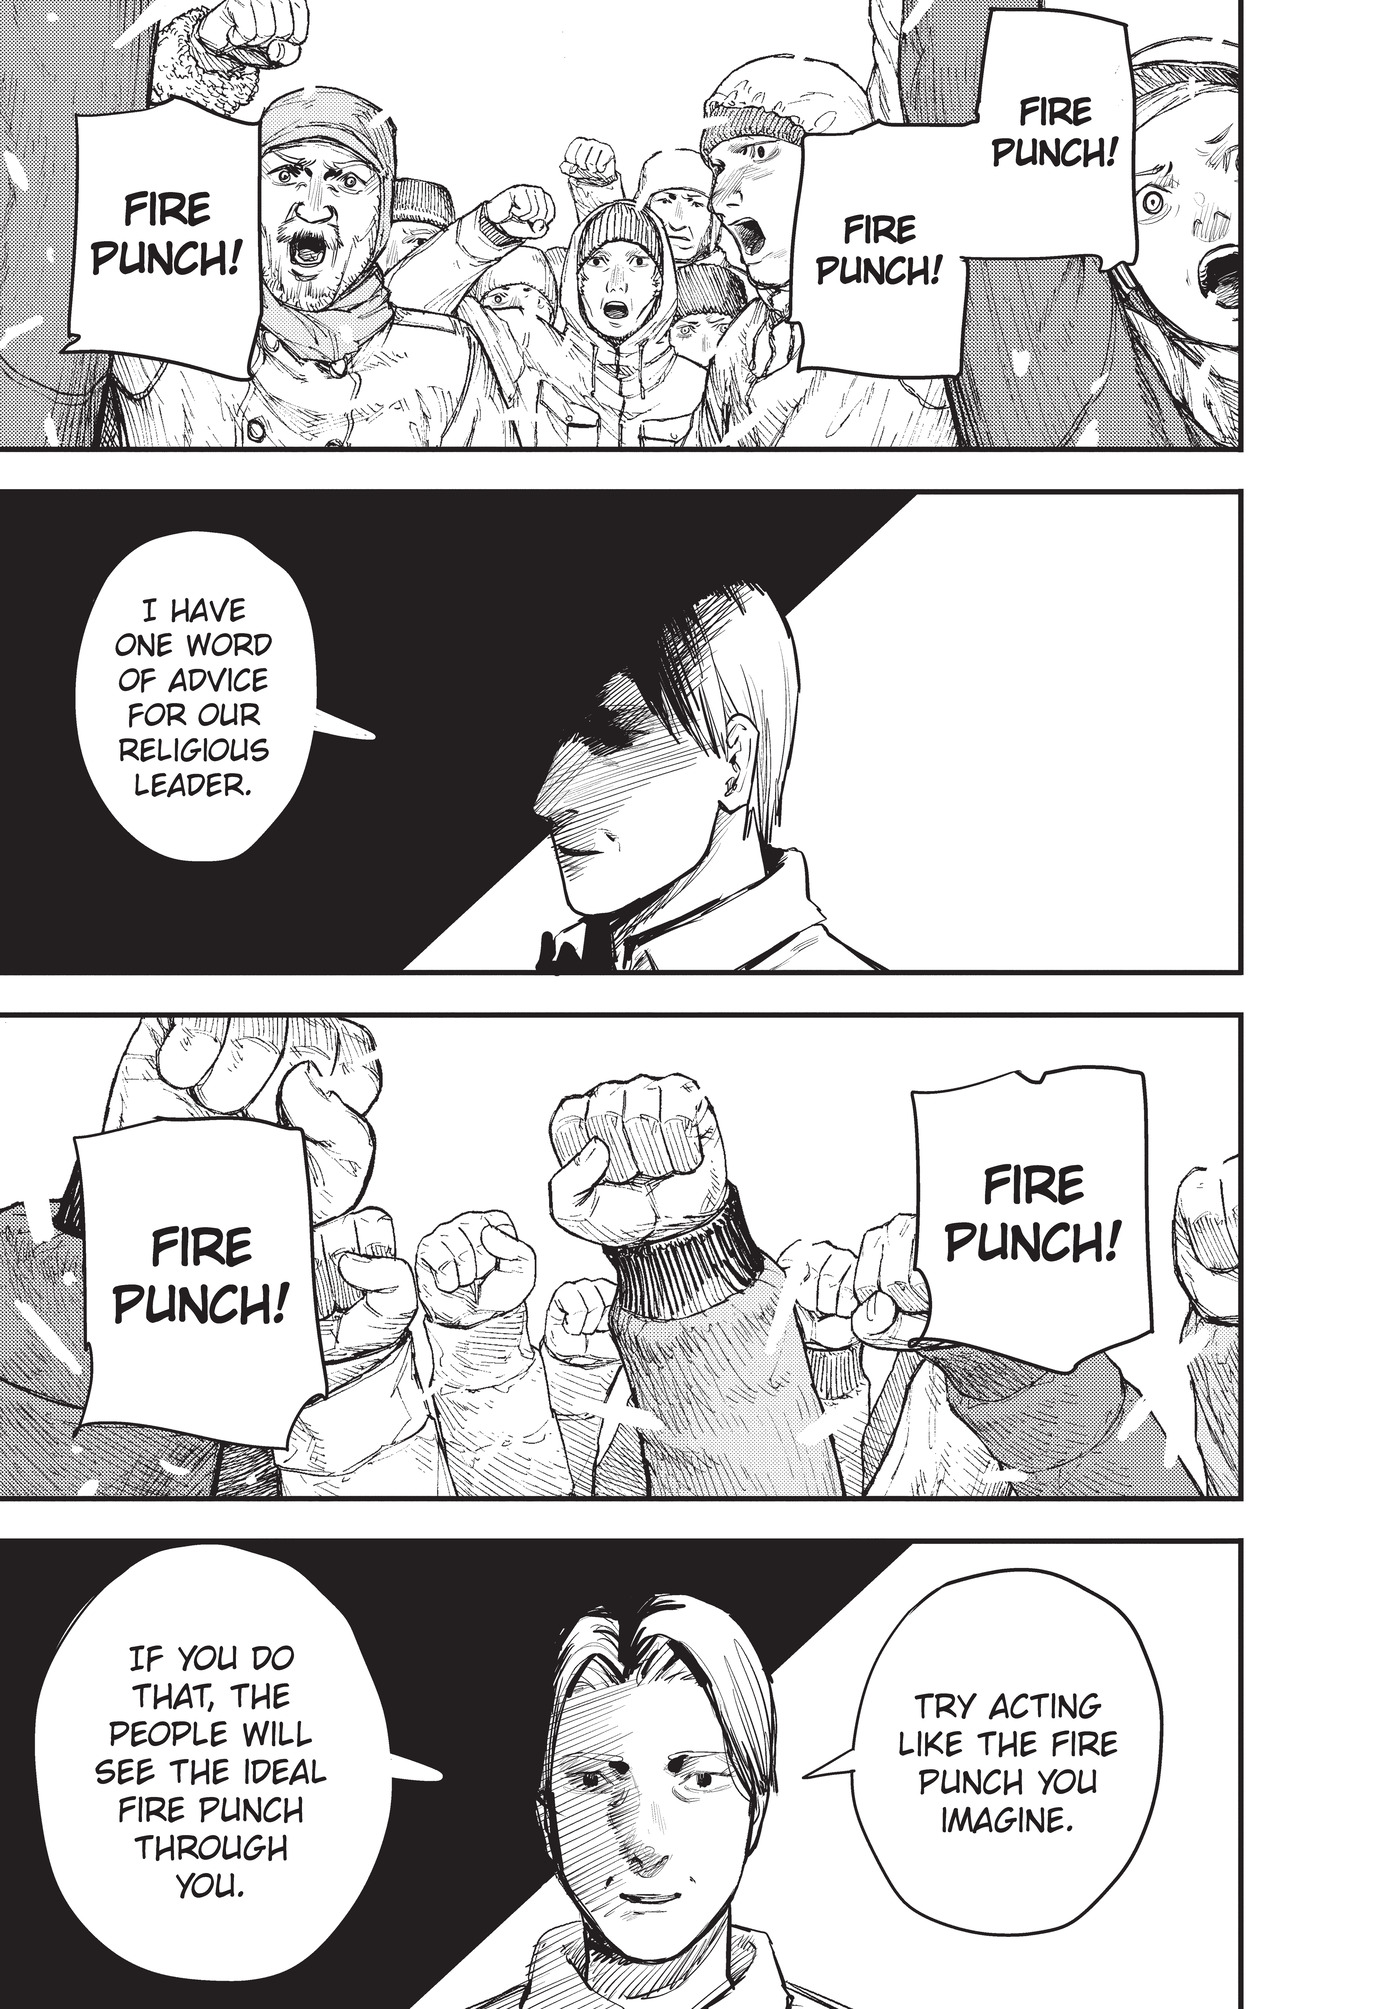 FIRE
PUNCH!
FIRE
PUNCH!
FIRE
PUNCH!
I HAVE
ONE WORD
OF ADVICE
FOR OUR
RELIGIOUS
LEADER.
FIRE
PUNCH!
FIRE
PUNCH!
TRY ACTING
LIKE THE FIRE
PUNCH YOU
IMAGINE.
IF YOU DO
THAT, THE
PEOPLE WILL
SEE THE IDEAL
FIRE PUNCH
THROUGH
YOU.